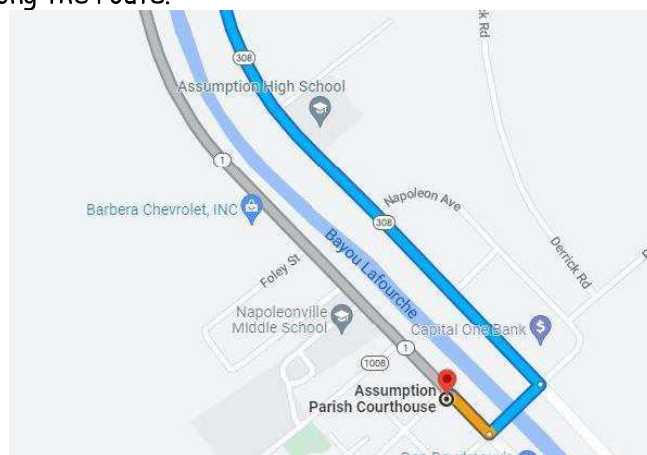 308
Assumption High School
1
Barbera Chevrolet, INC
Napoleon Ave
308
Bayou Lafourche
Foley St
Derrick Rd
Napoleonville
Middle School
Capital One Bank
1
1008
Assumption
Parish Courthouse